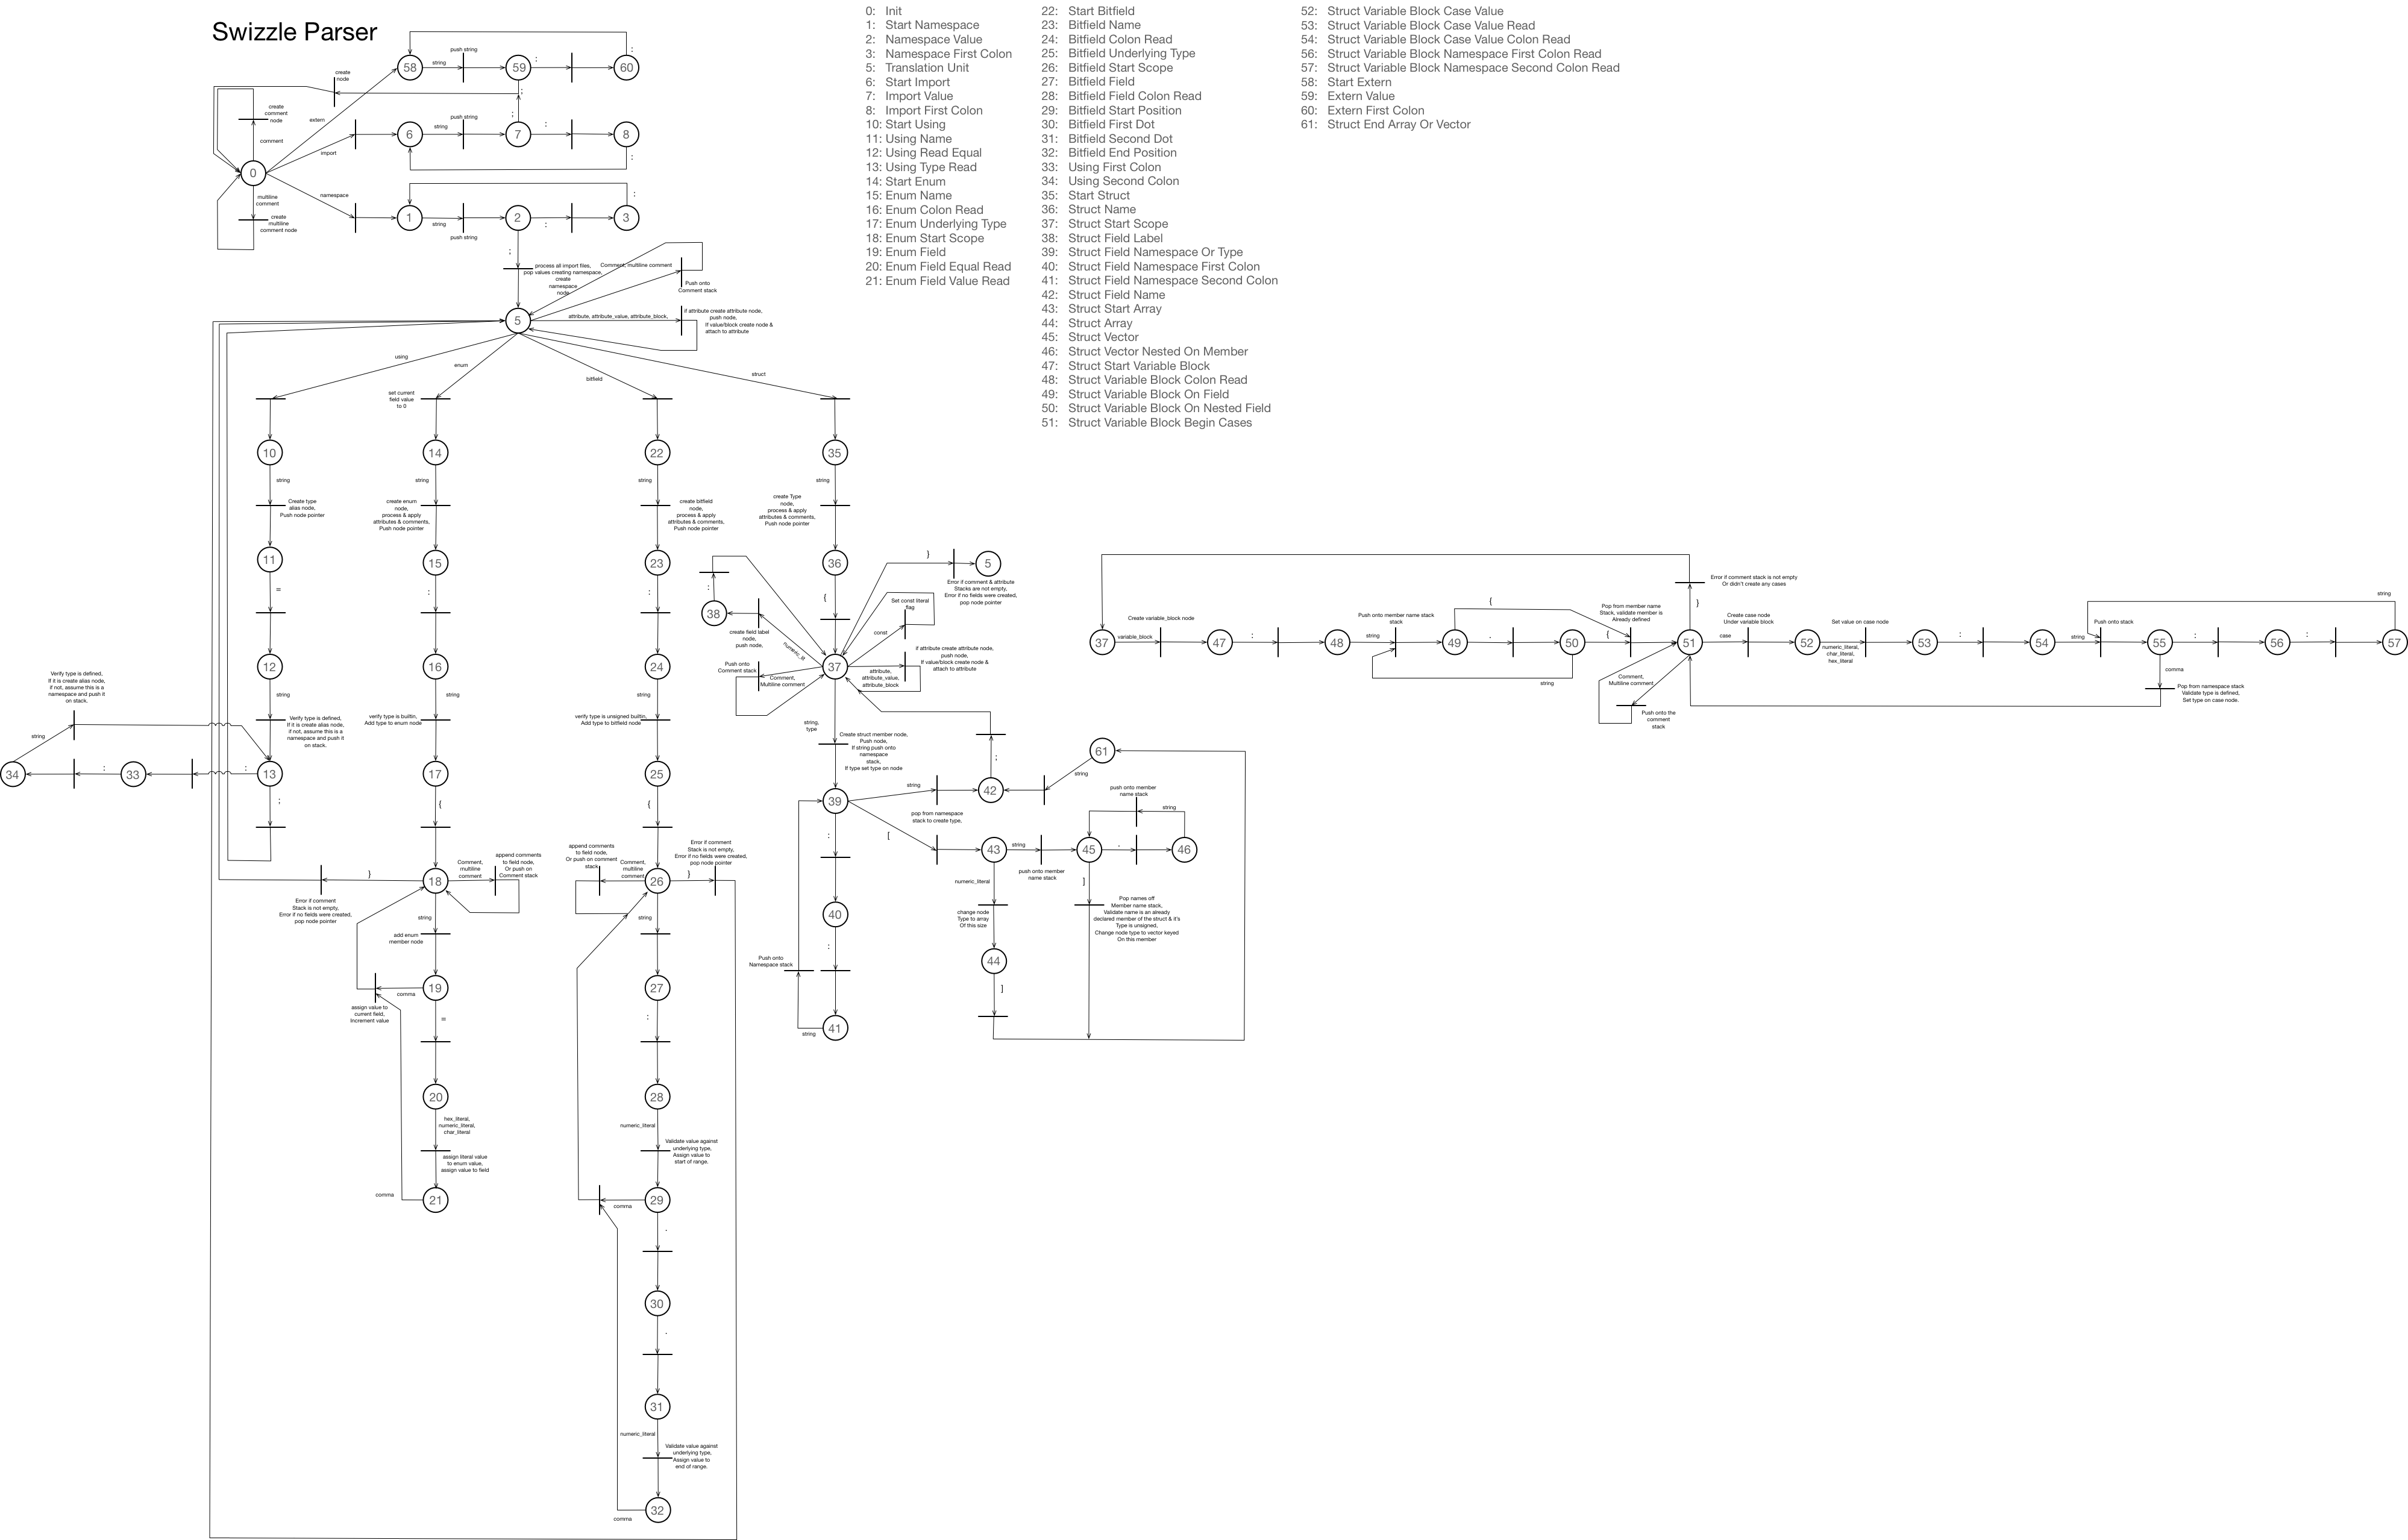 Swizzle Parser
0: Init
1: Start Namespace
2: Namespace Value
3: Namespace First Colon
5: Translation Unit
6: Start Import
7: Import Value
8: Import First Colon
10: Start Using
11: Using Name
12: Using Read Equal
13: Using Type Read
14: Start Enum
15: Enum Name
16: Enum Colon Read
17: Enum Underlying Type
18: Enum Start Scope
19: Enum Field
20: Enum Field Equal Read
21: Enum Field Value Read
22: Start Bitfield
23: Bitfield Name
24: Bitfield Colon Read
25: Bitfield Underlying Type
26: Bitfield Start Scope
27: Bitfield Field
28: Bitfield Field Colon Read
29: Bitfield Start Position
30: Bitfield First Dot
31: Bitfield Second Dot
32: Bitfield End Position
33: Using First Colon
34: Using Second Colon
35: Start Struct
36: Struct Name
37: Struct Start Scope
38: Struct Field Label
39: Struct Field Namespace Or Type
40: Struct Field Namespace First Colon
41: Struct Field Namespace Second Colon
42: Struct Field Name
43: Struct Start Array
44: Struct Array
45: Struct Vector
46: Struct Vector Nested On Member
47: Struct Start Variable Block
48: Struct Variable Block Colon Read
49: Struct Variable Block On Field
50: Struct Variable Block On Nested Field
51: Struct Variable Block Begin Cases
52: Struct Variable Block Case Value
53: Struct Variable Block Case Value Read
54: Struct Variable Block Case Value Colon Read
56: Struct Variable Block Namespace First Colon Read
57: Struct Variable Block Namespace Second Colon Read
58: Start Extern
59: Extern Value
60: Extern First Colon
61: Struct End Array Or Vector
58
string
push string
59
:
60
:
create
node
;
create
comment
node
comment
extern
import
6
string
push string
7
;
:
8
:
0
namespace
multiline
comment
create
multiline
comment node
1
string
push string
2
:
3
:
;
process all import files,
pop values creating namespace,
create
namespace
node
Comment, multiline comment
Push onto
Comment stack
5
attribute, attribute_value, attribute_block,
if attribute create attribute node,
push node,
If value/block create node &
attach to attribute
using
enum
bitfield
struct
set current
field value
to 0
10
string
Create type
alias node,
Push node pointer
11
=
12
string
Verify type is defined,
If it is create alias node,
if not, assume this is a
namespace and push it
on stack.
13
;
:
33
:
34
string
Verify type is defined,
If it is create alias node,
if not, assume this is a
namespace and push it
on stack.
14
string
create enum
node,
process & apply
attributes & comments,
Push node pointer
15
:
16
string
verify type is builtin,
Add type to enum node
17
{
18
}
Error if comment
Stack is not empty,
Error if no fields were created,
pop node pointer
Comment,
multiline
comment
append comments
to field node,
Or push on
Comment stack
string
add enum
member node
19
comma
assign value to
current field,
Increment value
=
20
hex_literal,
numeric_literal,
char_literal
assign literal value
to enum value,
assign value to field
21
comma
22
string
create bitfield
node,
process & apply
attributes & comments,
Push node pointer
23
:
24
string
verify type is unsigned builtin,
Add type to bitfield node
25
{
26
append comments
to field node,
Or push on comment
stack
Comment,
multiline
comment
}
Error if comment
Stack is not empty,
Error if no fields were created,
pop node pointer
string
27
:
28
numeric_literal
Validate value against
underlying type,
Assign value to
start of range.
29
comma
.
30
.
31
numeric_literal
Validate value against
underlying type,
Assign value to
end of range.
32
comma
35
string
create Type
node,
process & apply
attributes & comments,
Push node pointer
36
{
37
38
:
create field label
node,
push node,
numeric_lit
Push onto
Comment stack
Comment,
Multiline comment
}
5
Error if comment & attribute
Stacks are not empty,
Error if no fields were created,
pop node pointer
Set const literal
flag
const
attribute,
attribute_value,
attribute_block
if attribute create attribute node,
push node,
If value/block create node &
attach to attribute
string,
type
Create struct member node,
Push node,
If string push onto
namespace
stack,
If type set type on node
39
string
42
;
61
string
pop from namespace
stack to create type,
[
43
string
push onto member
name stack
45
.
46
string
push onto member
name stack
numeric_literal
change node
Type to array
Of this size
44
]
]
Pop names off
Member name stack,
Validate name is an already
declared member of the struct & it's
Type is unsigned,
Change node type to vector keyed
On this member
:
40
:
41
string
Push onto
Namespace stack
37
variable_block
Create variable_block node
47
:
48
string
Push onto member name stack
stack
49
{
.
50
string
{
Pop from member name
Stack, validate member is
Already defined
51
}
Error if comment stack is not empty
Or didn't create any cases
Comment,
Multiline comment
Push onto the
comment
stack
case
Create case node
Under variable block
52
numeric_literal,
char_literal,
hex_literal
Set value on case node
53
:
54
string
Push onto stack
55
:
56
:
57
string
comma
Pop from namespace stack
Validate type is defined,
Set type on case node.